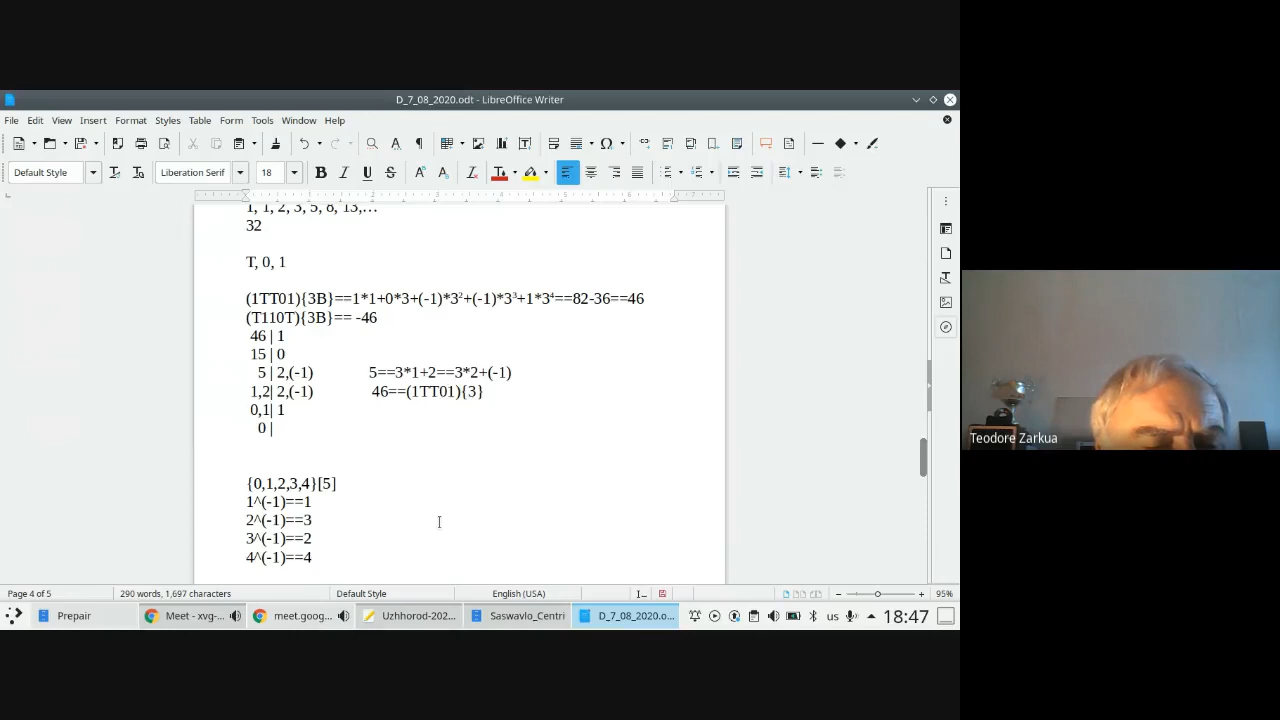 D_7_08_2020.odt - LibreOffice Writer
File Edit View Insert Format Styles Table Form Tools Window Help
Default Style Liberation Serif 18
1, 1, 2, 3, 5, 8, 13,...
32
T, 0, 1
(1TT01){3B}==1*1+0*3+(-1)*3²+(-1)*3³+1*3⁴==82-36==46
(T110T){3B}== -46
46 | 1
15 | 0
5 | 2,(-1) 5==3*1+2==3*2+(-1)
1,2| 2,(-1) 46==(1TT01){3}
0,1| 1
0 |
{0,1,2,3,4}[5]
1^(-1)==1
2^(-1)==3
3^(-1)==2
4^(-1)==4
Teodore Zarkua
Page 4 of 5 290 words, 1,697 characters Default Style English (USA) 95%
Prepair Meet - xvg-... meet.goog... Uzhhorod-202... Saswavlo_Centri D_7_08_2020.o... us 18:47